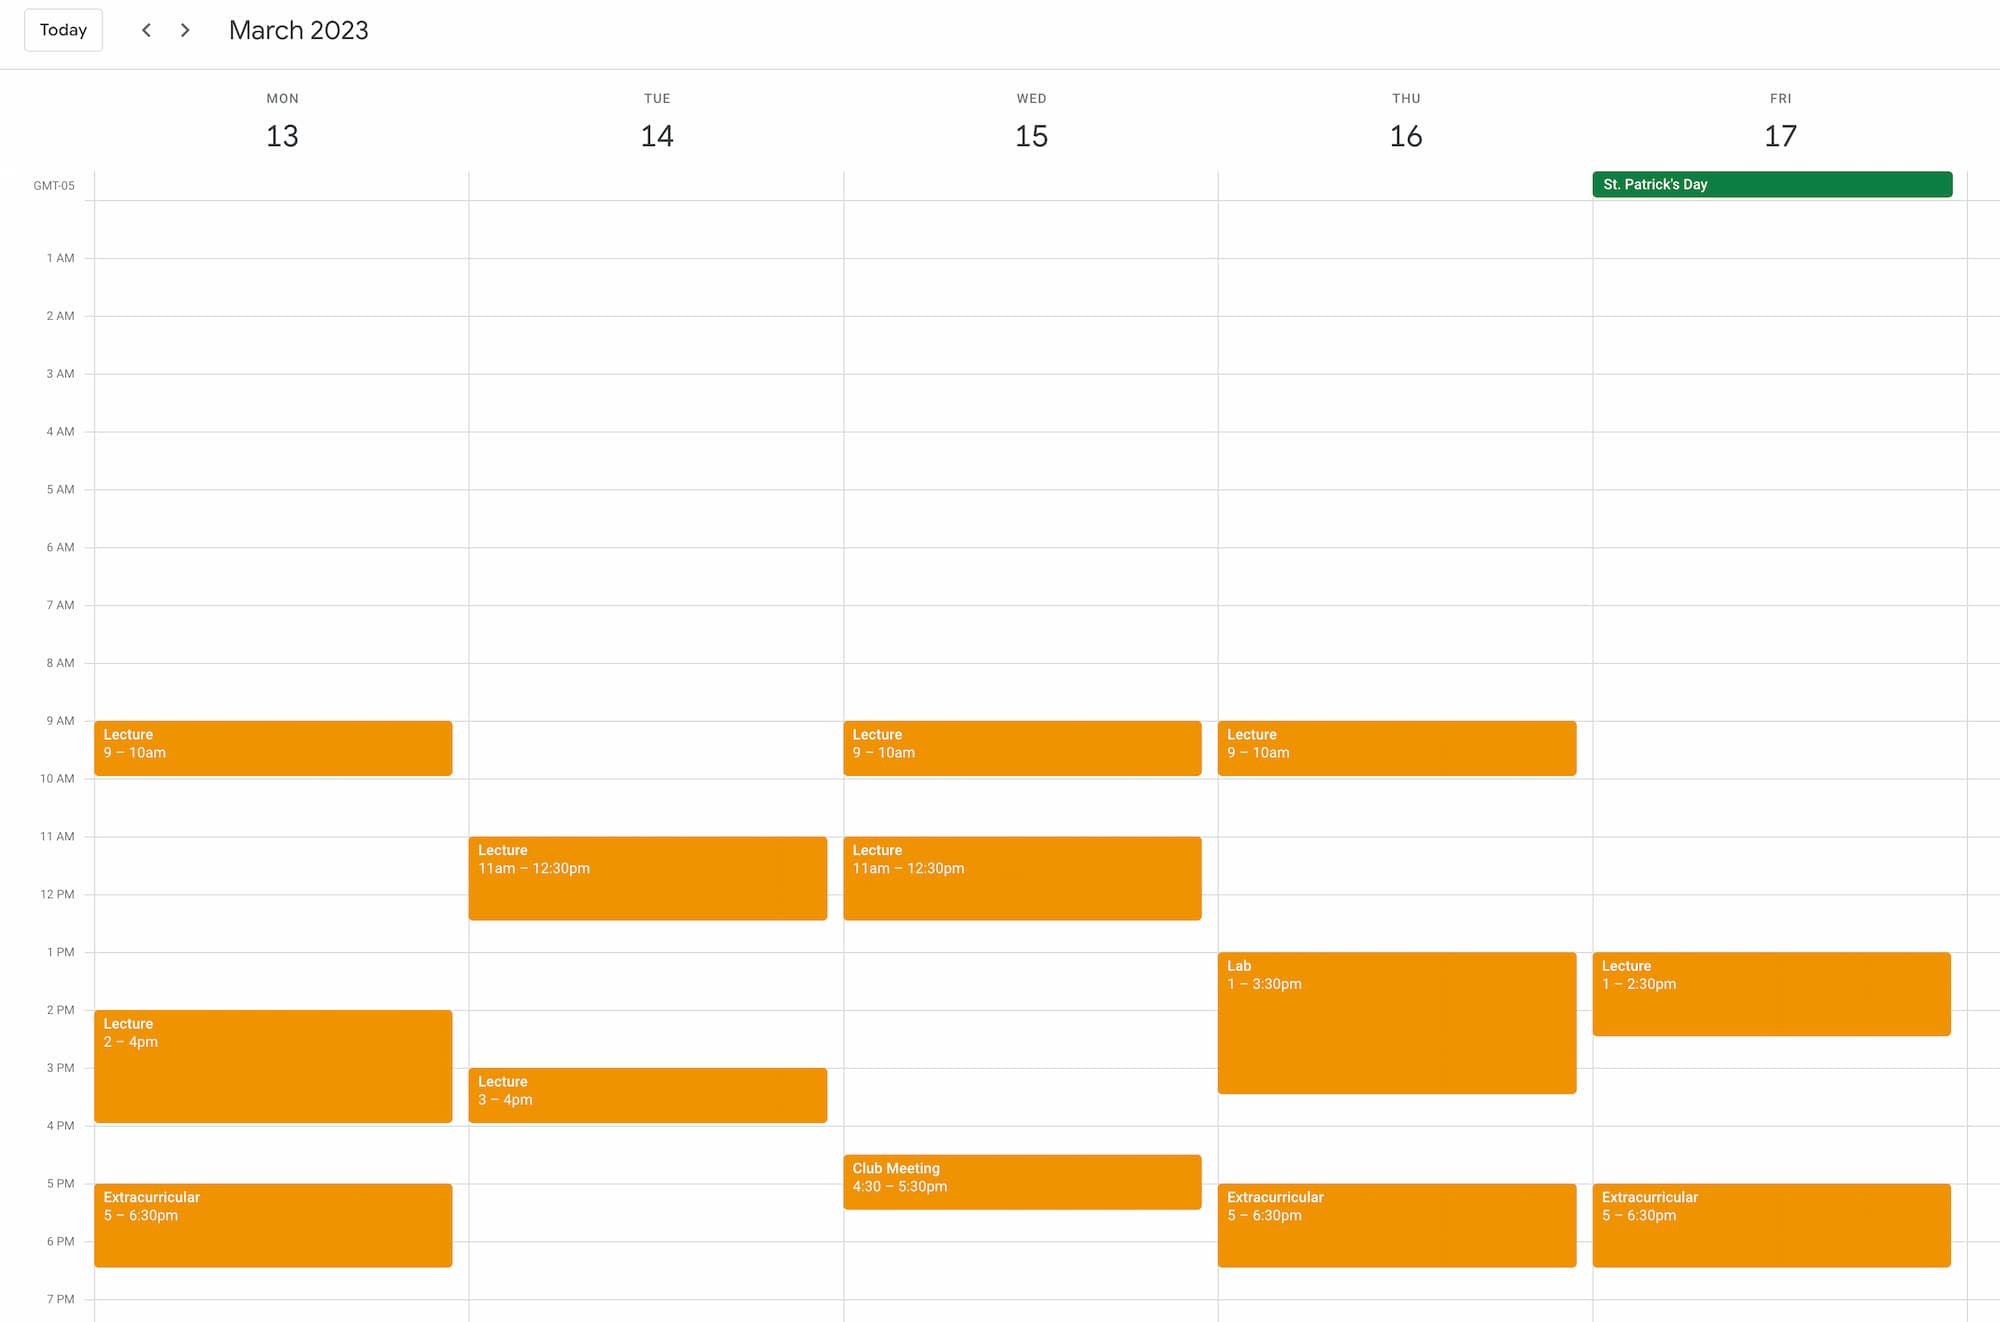 Today
March 2023
MON
13
TUE
14
WED
15
THU
16
FRI
17
GMT-05
St. Patrick's Day
1 AM
2 AM
3 AM
4 AM
5 AM
6 AM
7 AM
8 AM
9 AM
10 AM
11 AM
12 PM
1 PM
2 PM
3 PM
4 PM
5 PM
6 PM
7 PM
Lecture
9 – 10am
Lecture
2 – 4pm
Extracurricular
5 – 6:30pm
Lecture
11am – 12:30pm
Lecture
3 – 4pm
Lecture
9 – 10am
Lecture
11am – 12:30pm
Club Meeting
4:30 – 5:30pm
Lecture
9 – 10am
Lab
1 – 3:30pm
Extracurricular
5 – 6:30pm
Lecture
1 – 2:30pm
Extracurricular
5 – 6:30pm